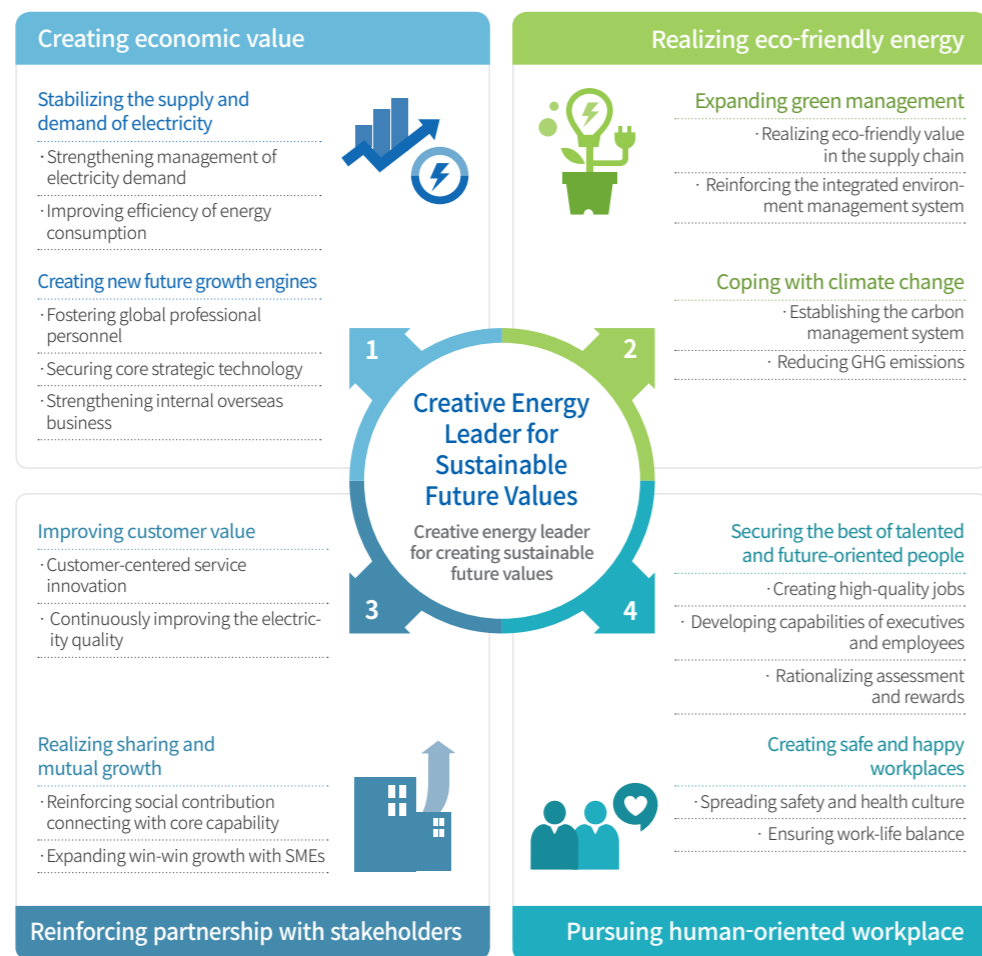 Creating economic value
Stabilizing the supply and
demand of electricity
· Strengthening management of
electricity demand
· Improving efficiency of energy
consumption
Creating new future growth engines
· Fostering global professional
personnel
· Securing core strategic technology
· Strengthening internal overseas
business
Realizing eco-friendly energy
Expanding green management
· Realizing eco-friendly value
in the supply chain
· Reinforcing the integrated environ-
ment management system
Coping with climate change
· Establishing the carbon
management system
· Reducing GHG emissions
1
2
Creative Energy
Leader for
Sustainable
Future Values
Creative energy leader
for creating sustainable
future values
3
4
Improving customer value
· Customer-centered service
innovation
· Continuously improving the electric-
ity quality
Realizing sharing and
mutual growth
· Reinforcing social contribution
connecting with core capability
· Expanding win-win growth with SMEs
Reinforcing partnership with stakeholders
Securing the best of talented
and future-oriented people
· Creating high-quality jobs
· Developing capabilities of executives
and employees
· Rationalizing assessment
and rewards
Creating safe and happy
workplaces
· Spreading safety and health culture
· Ensuring work-life balance
Pursuing human-oriented workplace